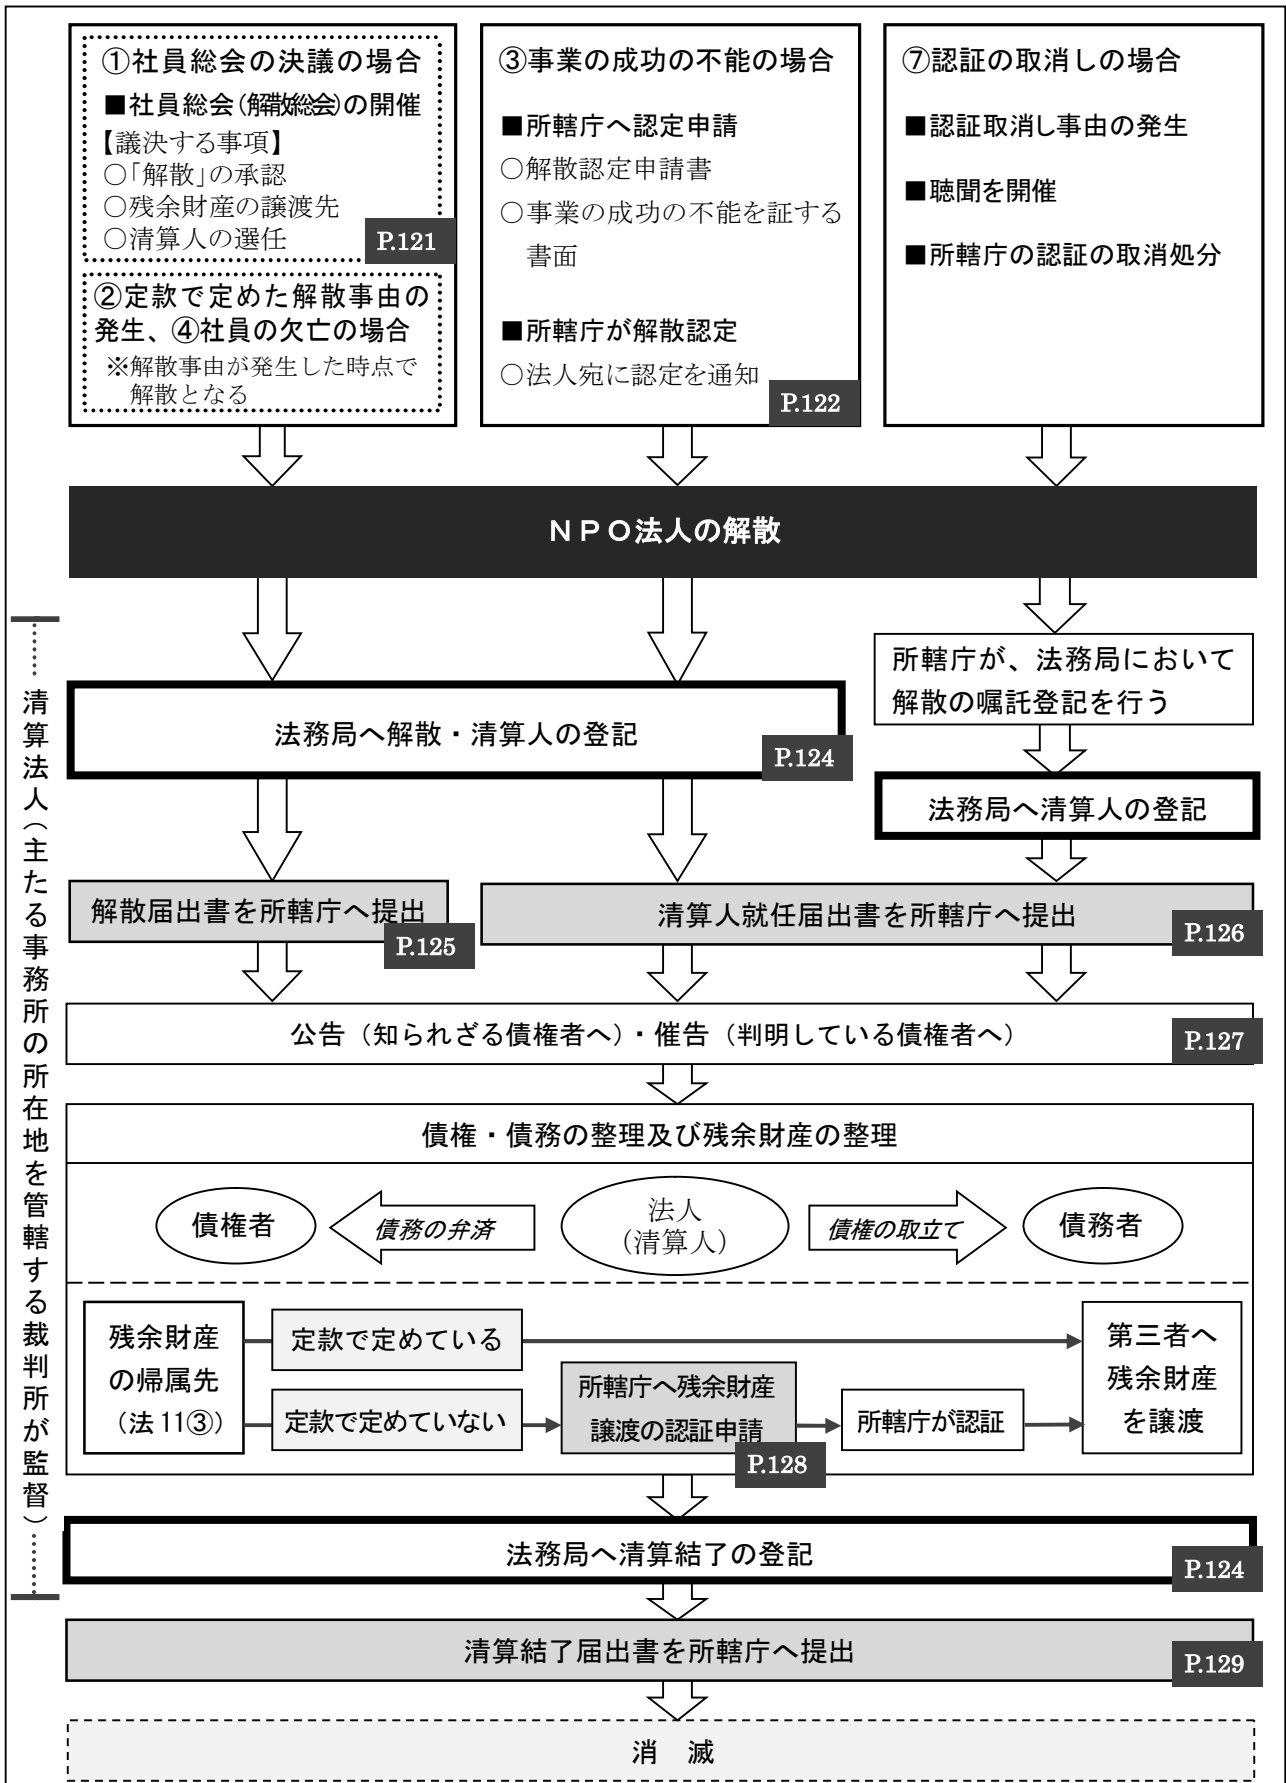 ①社員総会の決議の場合
■社員総会(解散総会)の開催
【議決する事項】
○「解散」の承認
○残余財産の譲渡先
○清算人の選任
P.121
②定款で定めた解散事由の
発生、④社員の欠亡の場合
※解散事由が発生した時点で
解散となる
③事業の成功の不能の場合
■所轄庁へ認定申請
○解散認定申請書
○事業の成功の不能を証する
書面
■所轄庁が解散認定
○法人宛に認定を通知
P.122
⑦認証の取消しの場合
■認証取消し事由の発生
■聴聞を開催
■所轄庁の認証の取消処分
ＮＰＯ法人の解散
清算法人（主たる事務所の所在地を管轄する裁判所が監督）
法務局へ解散・清算人の登記
P.124
所轄庁が、法務局において
解散の嘱託登記を行う
法務局へ清算人の登記
解散届出書を所轄庁へ提出
P.125
清算人就任届出書を所轄庁へ提出
P.126
公告（知られざる債権者へ）・催告（判明している債権者へ）
P.127
債権・債務の整理及び残余財産の整理
債権者
債務の弁済
法人
（清算人）
債権の取立て
債務者
残余財産
の帰属先
（法 11③）
定款で定めている
定款で定めていない
所轄庁へ残余財産
譲渡の認証申請
P.128
所轄庁が認証
第三者へ
残余財産
を譲渡
法務局へ清算結了の登記
P.124
清算結了届出書を所轄庁へ提出
P.129
消　滅